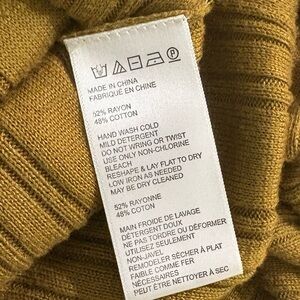 MADE IN CHINA
FABRIQUÉ EN CHINE
52% RAYON
48% COTTON
HAND WASH COLD
MILD DETERGENT
DO NOT WRING OR TWIST
USE ONLY NON-CHLORINE
BLEACH
RESHAPE & LAY FLAT TO DRY
LOW IRON AS NEEDED
MAY BE DRY CLEANED
52% RAYONNE
48% COTON
MAIN FROIDE DE LAVAGE
DÉTERGENT DOUX
NE PAS TORDRE OU DÉFORMER
UTILISEZ SEULEMENT
NON-JAVEL
REMODELER SÉCHER À PLAT
FAIBLE COMME FER
NÉCESSAIRES
PEUT ÊTRE NETTOYER À SEC